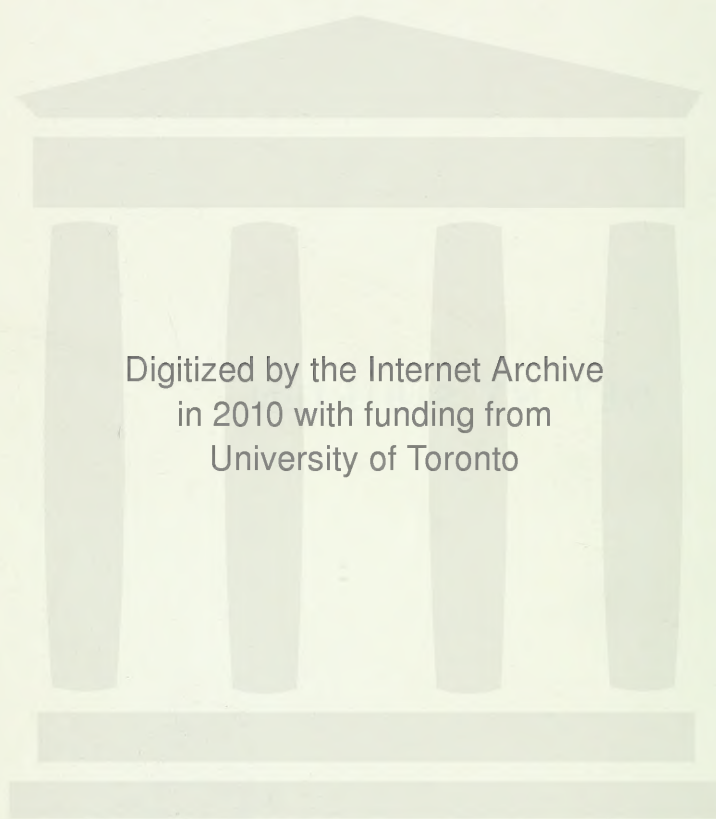 Digitized by the Internet Archive
in 2010 with funding from
University of Toronto